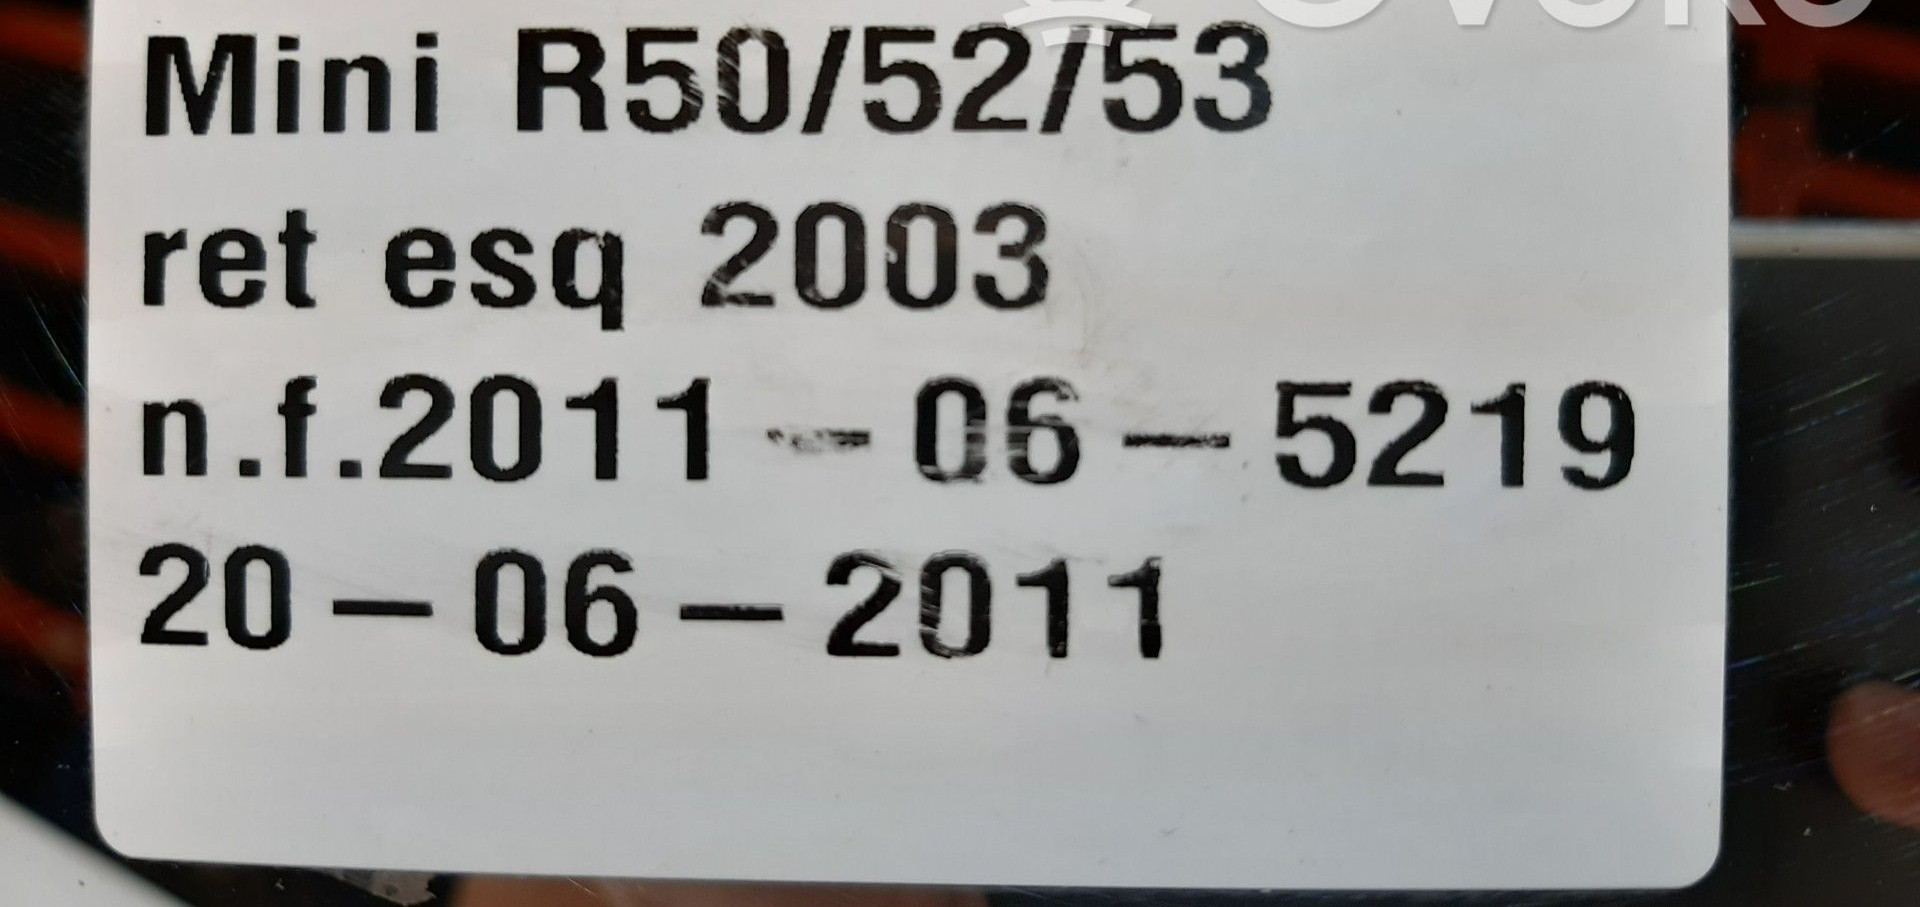 Mini R50/52/53
ret esq 2003
n.f.2011-06-5219
20-06-2011